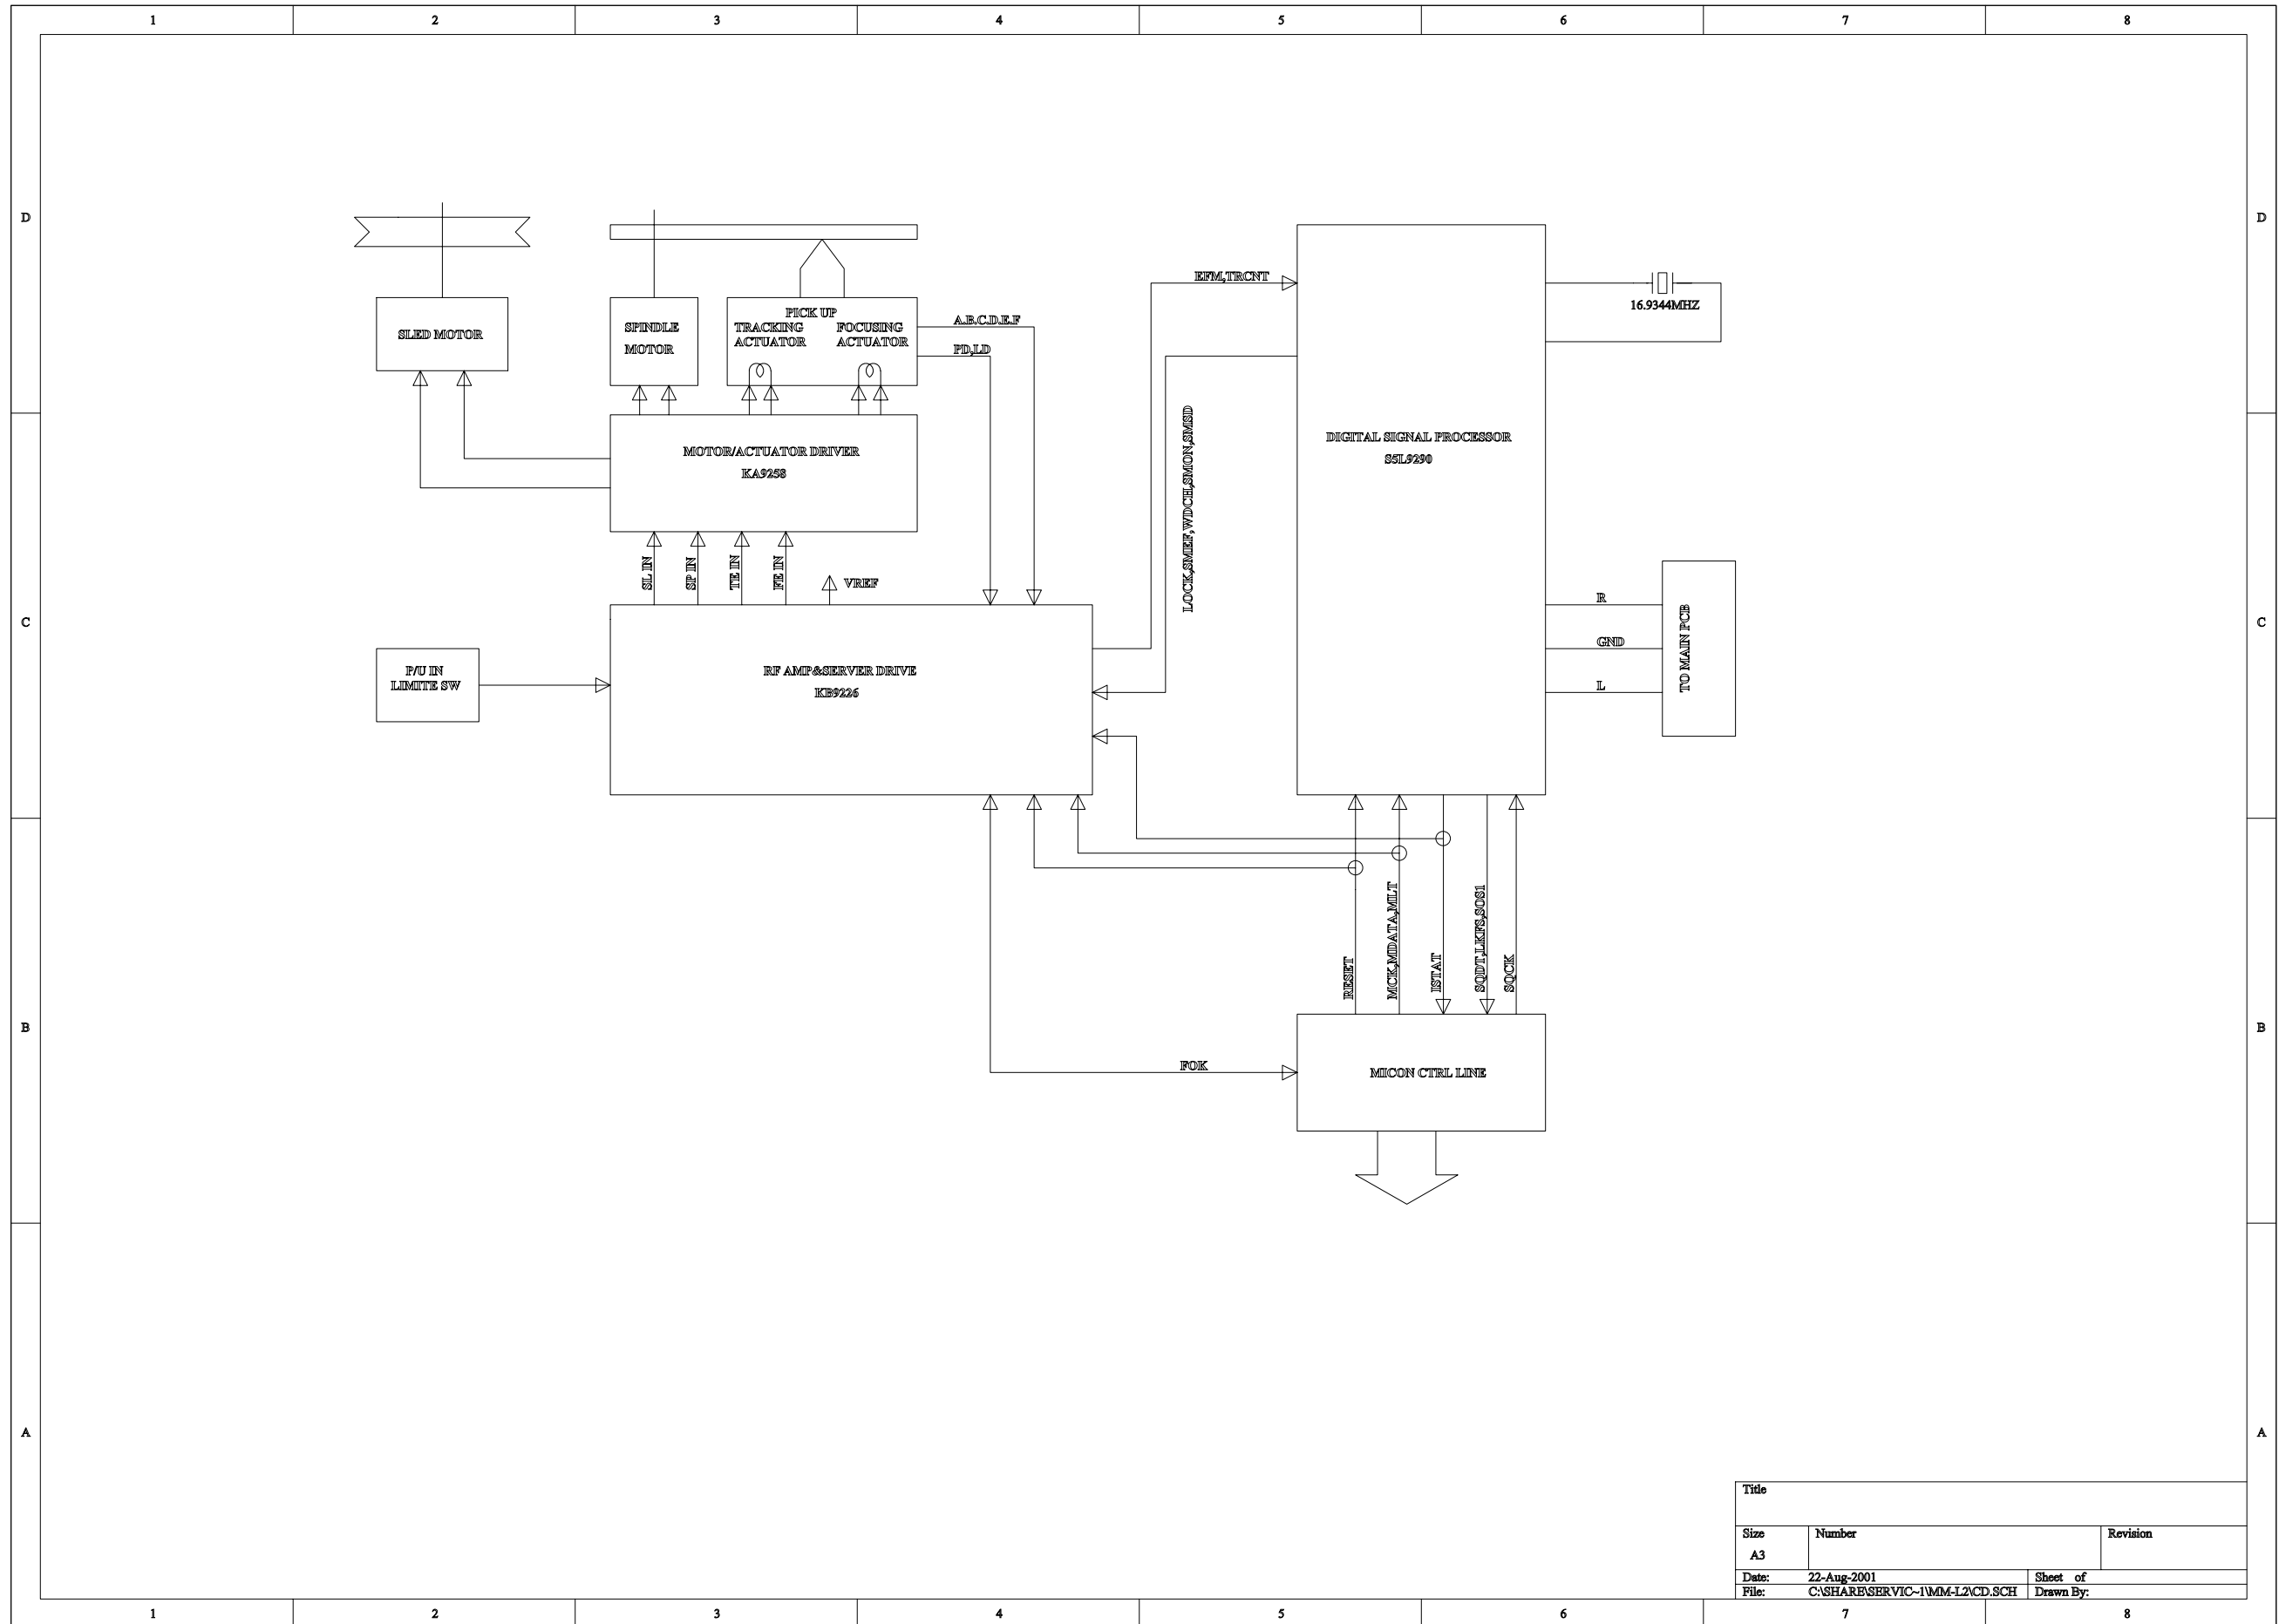 1 2 3 4 5 6 7 8
D D
SLED MOTOR
SPINDLE
MOTOR
PICK UP
TRACKING FOCUSING
ACTUATOR ACTUATOR
A.B.C.D.E.F
PD,LD
EFM,TRCNT
16.9344MHZ
MOTOR/ACTUATOR DRIVER
KA9258
LOCK,SMEF,WDCH,SMON,SMSD
DIGITAL SIGNAL PROCESSOR
S5L9290
SL IN
SP IN
TE IN
FE IN
VREF
C C
P/U IN
LIMITE SW
RF AMP&SERVER DRIVE
KB9226
R
GND
L
TO MAIN PCB
RESET
MCK,MDATA,MILT
ISTAT
SQDT,LKFS,SOS1
SQCK
B B
FOK
MICON CTRL LINE
A A
Title
Size Number Revision
A3
Date: 22-Aug-2001 Sheet of
File: C:\SHARE\SERVIC~1\MM-L2\CD.SCH Drawn By:
1 2 3 4 5 6 7 8